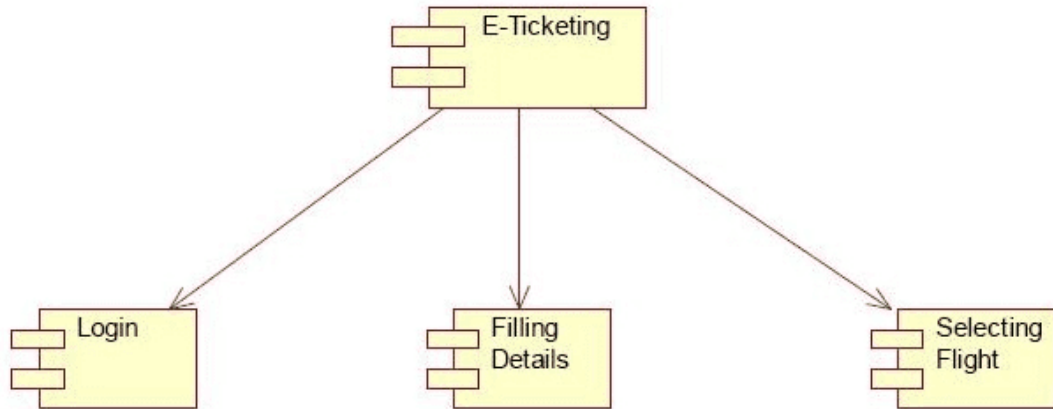 E-Ticketing
Login
Filling
Details
Selecting
Flight